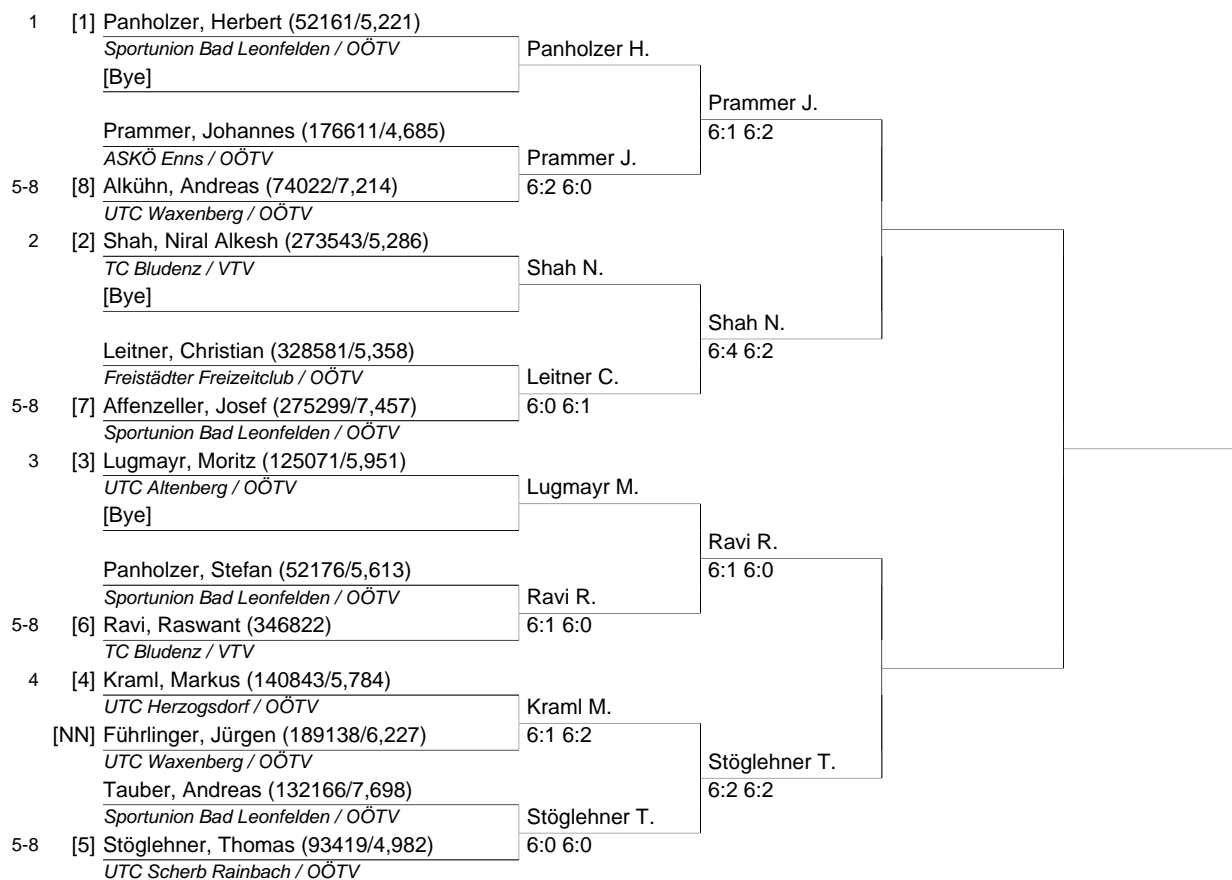 1 [1] Panholzer, Herbert (52161/5,221)
Sportunion Bad Leonfelden / OÖTV
Panholzer H.
[Bye]
Prammer J.
Prammer, Johannes (176611/4,685)
6:1 6:2
ASKÖ Enns / OÖTV
Prammer J.
5-8 [8] Alkühn, Andreas (74022/7,214)
6:2 6:0
UTC Waxenberg / OÖTV
2 [2] Shah, Niral Alkesh (273543/5,286)
TC Bludenz / VTV
Shah N.
[Bye]
Shah N.
Leitner, Christian (328581/5,358)
6:4 6:2
Freistädter Freizeitclub / OÖTV
Leitner C.
5-8 [7] Affenzeller, Josef (275299/7,457)
6:0 6:1
Sportunion Bad Leonfelden / OÖTV
3 [3] Lugmayr, Moritz (125071/5,951)
UTC Altenberg / OÖTV
Lugmayr M.
[Bye]
Ravi R.
Panholzer, Stefan (52176/5,613)
6:1 6:0
Sportunion Bad Leonfelden / OÖTV
Ravi R.
5-8 [6] Ravi, Raswant (346822)
6:1 6:0
TC Bludenz / VTV
4 [4] Kraml, Markus (140843/5,784)
UTC Herzogsdorf / OÖTV
Kraml M.
[NN] Führlinger, Jürgen (189138/6,227)
6:1 6:2
UTC Waxenberg / OÖTV
Stöglehner T.
Tauber, Andreas (132166/7,698)
6:2 6:2
Sportunion Bad Leonfelden / OÖTV
Stöglehner T.
5-8 [5] Stöglehner, Thomas (93419/4,982)
6:0 6:0
UTC Scherb Rainbach / OÖTV